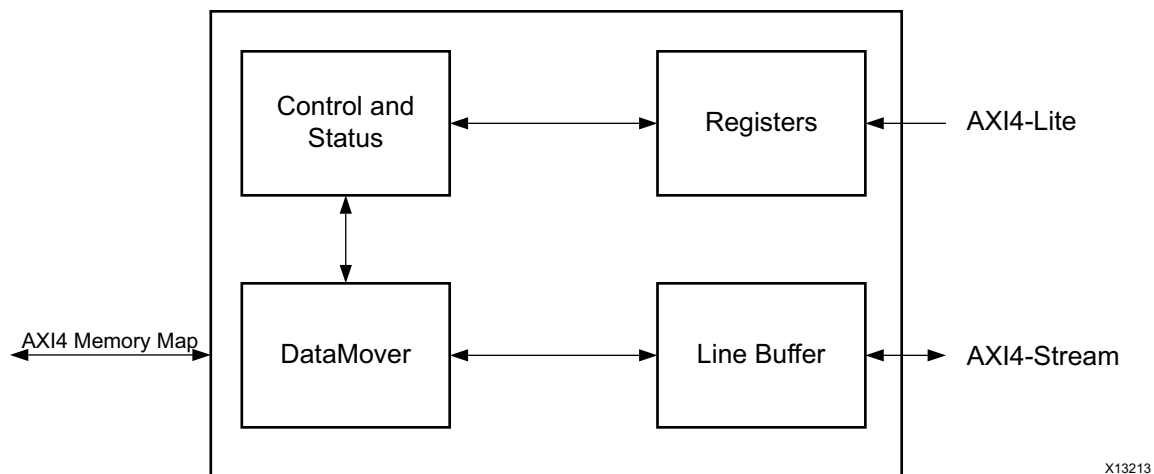 Control and
Status
Registers
AXI4-Lite
AXI4 Memory Map
DataMover
Line Buffer
AXI4-Stream
X13213